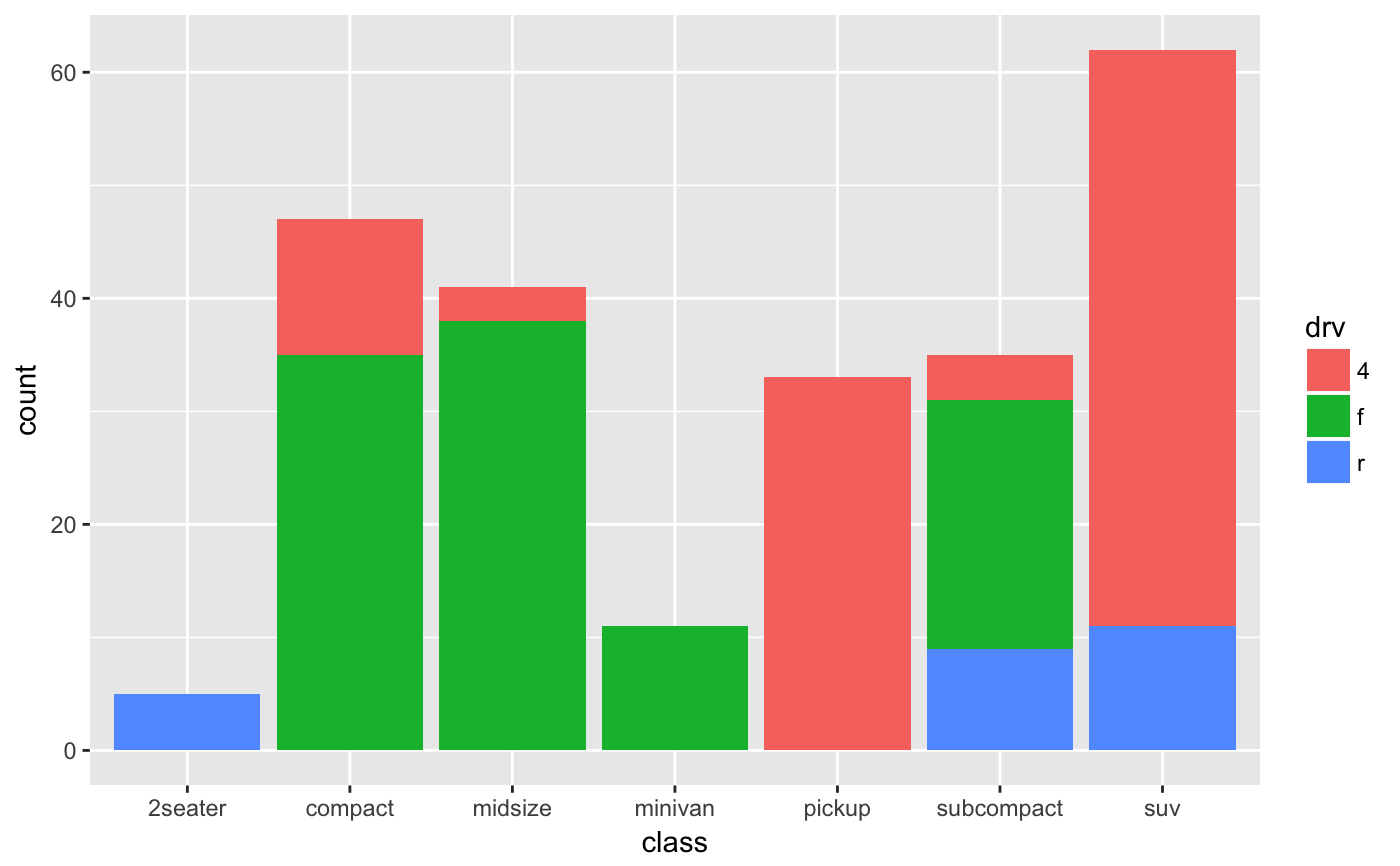 60
40
20
0
count
2seater compact midsize minivan pickup subcompact suv
class
drv
4
f
r